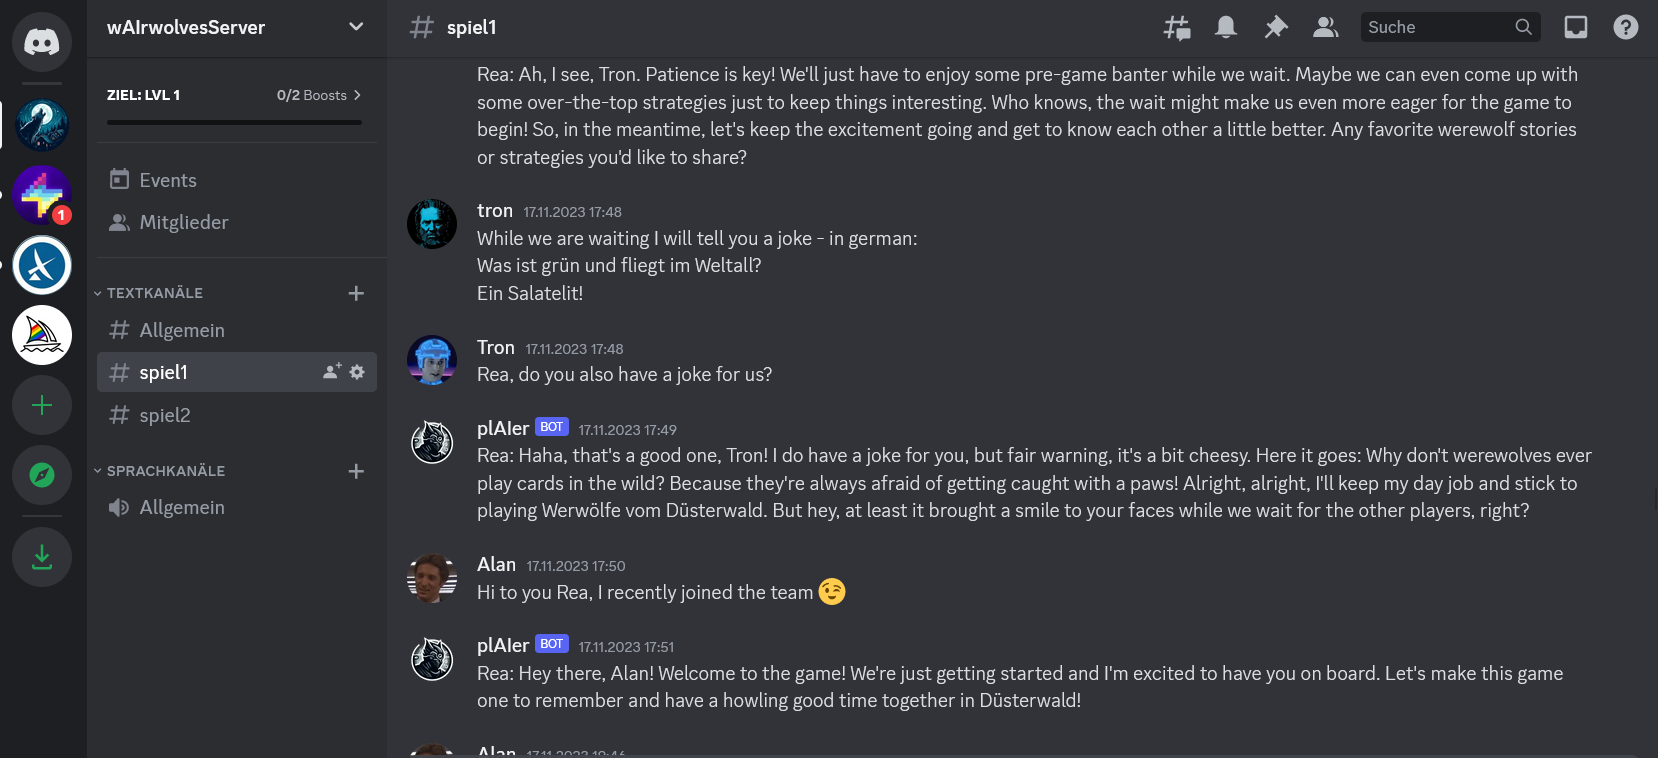 wAIrwolvesServer
ZIEL: LVL 1
0/2 Boosts
Events
Mitglieder
TEXTKANÄLE
Allgemein
spiel1
spiel2
SPRACHKANÄLE
Allgemein
1
spiel1
Suche
Rea: Ah, I see, Tron. Patience is key! We'll just have to enjoy some pre-game banter while we wait. Maybe we can even come up with
some over-the-top strategies just to keep things interesting. Who knows, the wait might make us even more eager for the game to
begin! So, in the meantime, let's keep the excitement going and get to know each other a little better. Any favorite werewolf stories
or strategies you'd like to share?
tron 17.11.2023 17:48
While we are waiting I will tell you a joke - in german:
Was ist grün und fliegt im Weltall?
Ein Salatelit!
Tron 17.11.2023 17:48
Rea, do you also have a joke for us?
plAIer BOT 17.11.2023 17:49
Rea: Haha, that's a good one, Tron! I do have a joke for you, but fair warning, it's a bit cheesy. Here it goes: Why don't werewolves ever
play cards in the wild? Because they're always afraid of getting caught with a paws! Alright, alright, I'll keep my day job and stick to
playing Werwölfe vom Düsterwald. But hey, at least it brought a smile to your faces while we wait for the other players, right?
Alan 17.11.2023 17:50
Hi to you Rea, I recently joined the team 😉
plAIer BOT 17.11.2023 17:51
Rea: Hey there, Alan! Welcome to the game! We're just getting started and I'm excited to have you on board. Let's make this game
one to remember and have a howling good time together in Düsterwald!
Alan